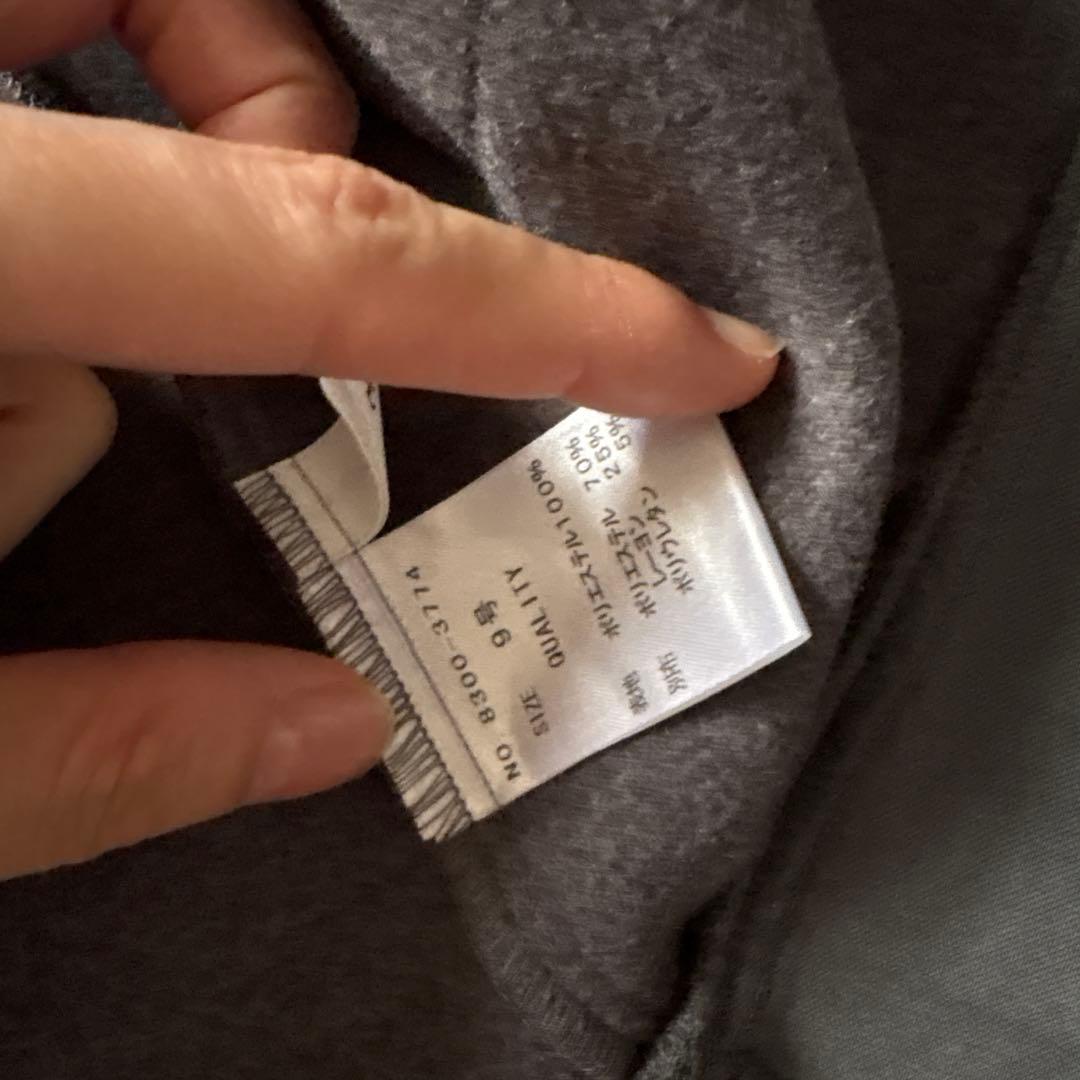 NO 8300-3774
SIZE 9号
QUALITY
表地 ポリエステル100%
別布 ポリエステル 70%
レーヨン 25%
ポリウレタン 5%